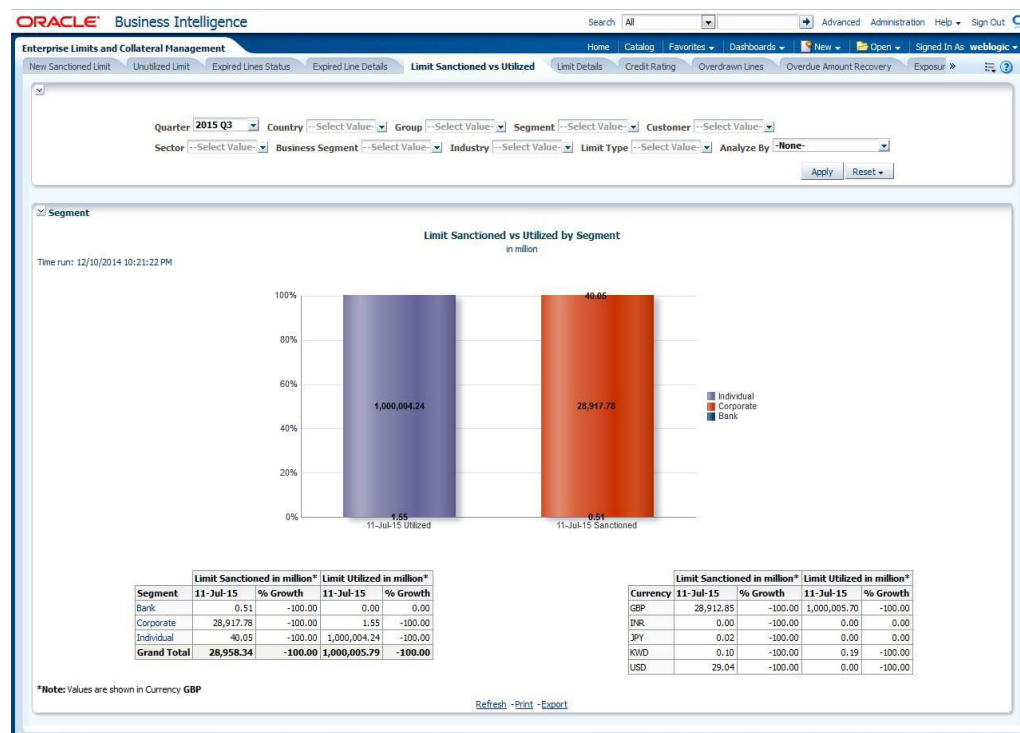 ORACLE Business Intelligence
Search All Advanced Administration Help Sign Out
Enterprise Limits and Collateral Management
Home Catalog Favorites Dashboards New Open Signed In As weblogic
New Sanctioned Limit Unutilized Limit Expired Lines Status Expired Line Details Limit Sanctioned vs Utilized Limit Details Credit Rating Overdrawn Lines Overdue Amount Recovery Exposur »
Quarter 2015 Q3 Country --Select Value- Group --Select Value- Segment --Select Value- Customer --Select Value-
Sector --Select Value- Business Segment --Select Value- Industry --Select Value- Limit Type --Select Value- Analyze By -None-
Apply Reset
Segment
Limit Sanctioned vs Utilized by Segment
in million
Time run: 12/10/2014 10:21:22 PM
100%
80%
60%
40%
20%
0%
40.05
1,000,004.24
28,917.78
1.55
0.51
11-Jul-15 Utilized
11-Jul-15 Sanctioned
Individual
Corporate
Bank
Limit Sanctioned in million* Limit Utilized in million*
Segment 11-Jul-15 % Growth 11-Jul-15 % Growth
Bank 0.51 -100.00 0.00 0.00
Corporate 28,917.78 -100.00 1.55 -100.00
Individual 40.05 -100.00 1,000,004.24 -100.00
Grand Total 28,958.34 -100.00 1,000,005.79 -100.00
Limit Sanctioned in million* Limit Utilized in million*
Currency 11-Jul-15 % Growth 11-Jul-15 % Growth
GBP 28,912.85 -100.00 1,000,005.70 -100.00
INR 0.00 -100.00 0.00 0.00
JPY 0.02 -100.00 0.00 0.00
KWD 0.10 -100.00 0.19 -100.00
USD 29.04 -100.00 0.00 -100.00
*Note: Values are shown in Currency GBP
Refresh - Print - Export